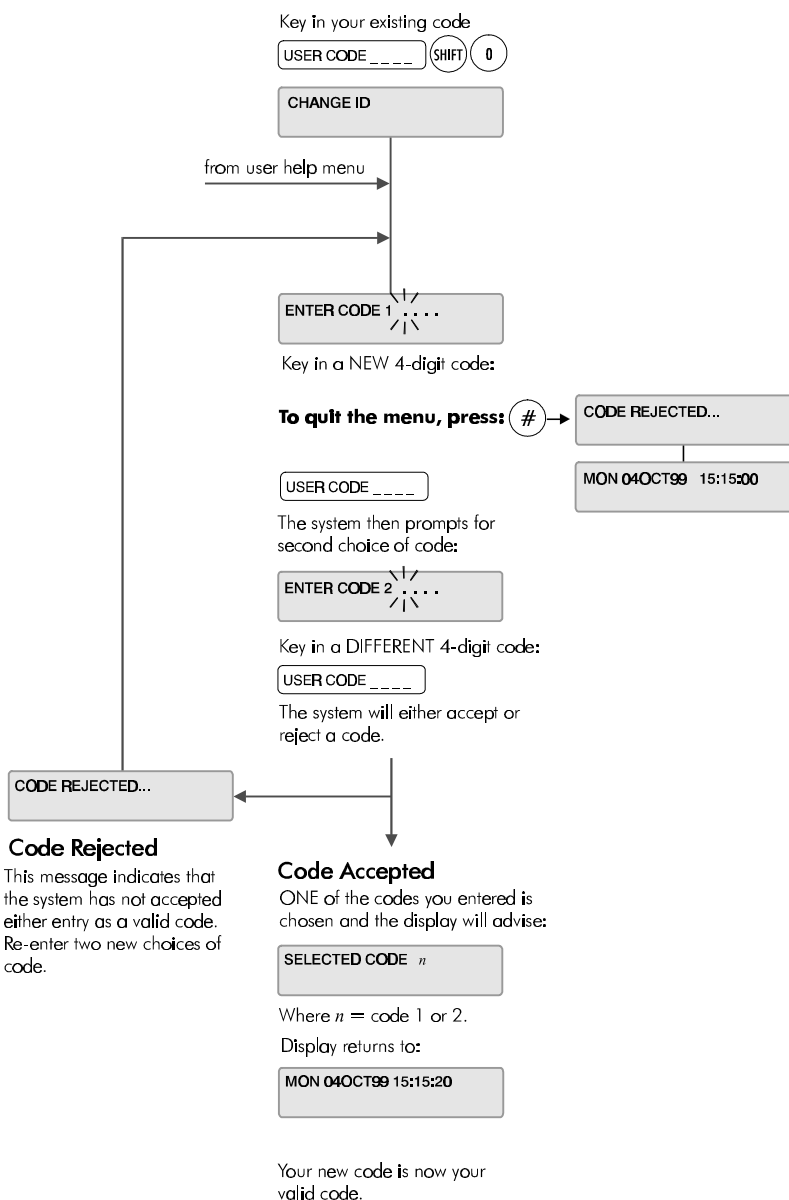 Key in your existing code
USER CODE _ _ _ _ SHIFT 0
CHANGE ID
from user help menu
ENTER CODE 1 . . . .
Key in a NEW 4-digit code:
To quit the menu, press: #
CODE REJECTED...
MON 04OCT99 15:15:00
USER CODE _ _ _ _
The system then prompts for
second choice of code:
ENTER CODE 2 . . . .
Key in a DIFFERENT 4-digit code:
USER CODE _ _ _ _
The system will either accept or
reject a code.
CODE REJECTED...
Code Rejected
This message indicates that
the system has not accepted
either entry as a valid code.
Re-enter two new choices of
code.
Code Accepted
ONE of the codes you entered is
chosen and the display will advise:
SELECTED CODE n
Where n = code 1 or 2.
Display returns to:
MON 04OCT99 15:15:20
Your new code is now your
valid code.